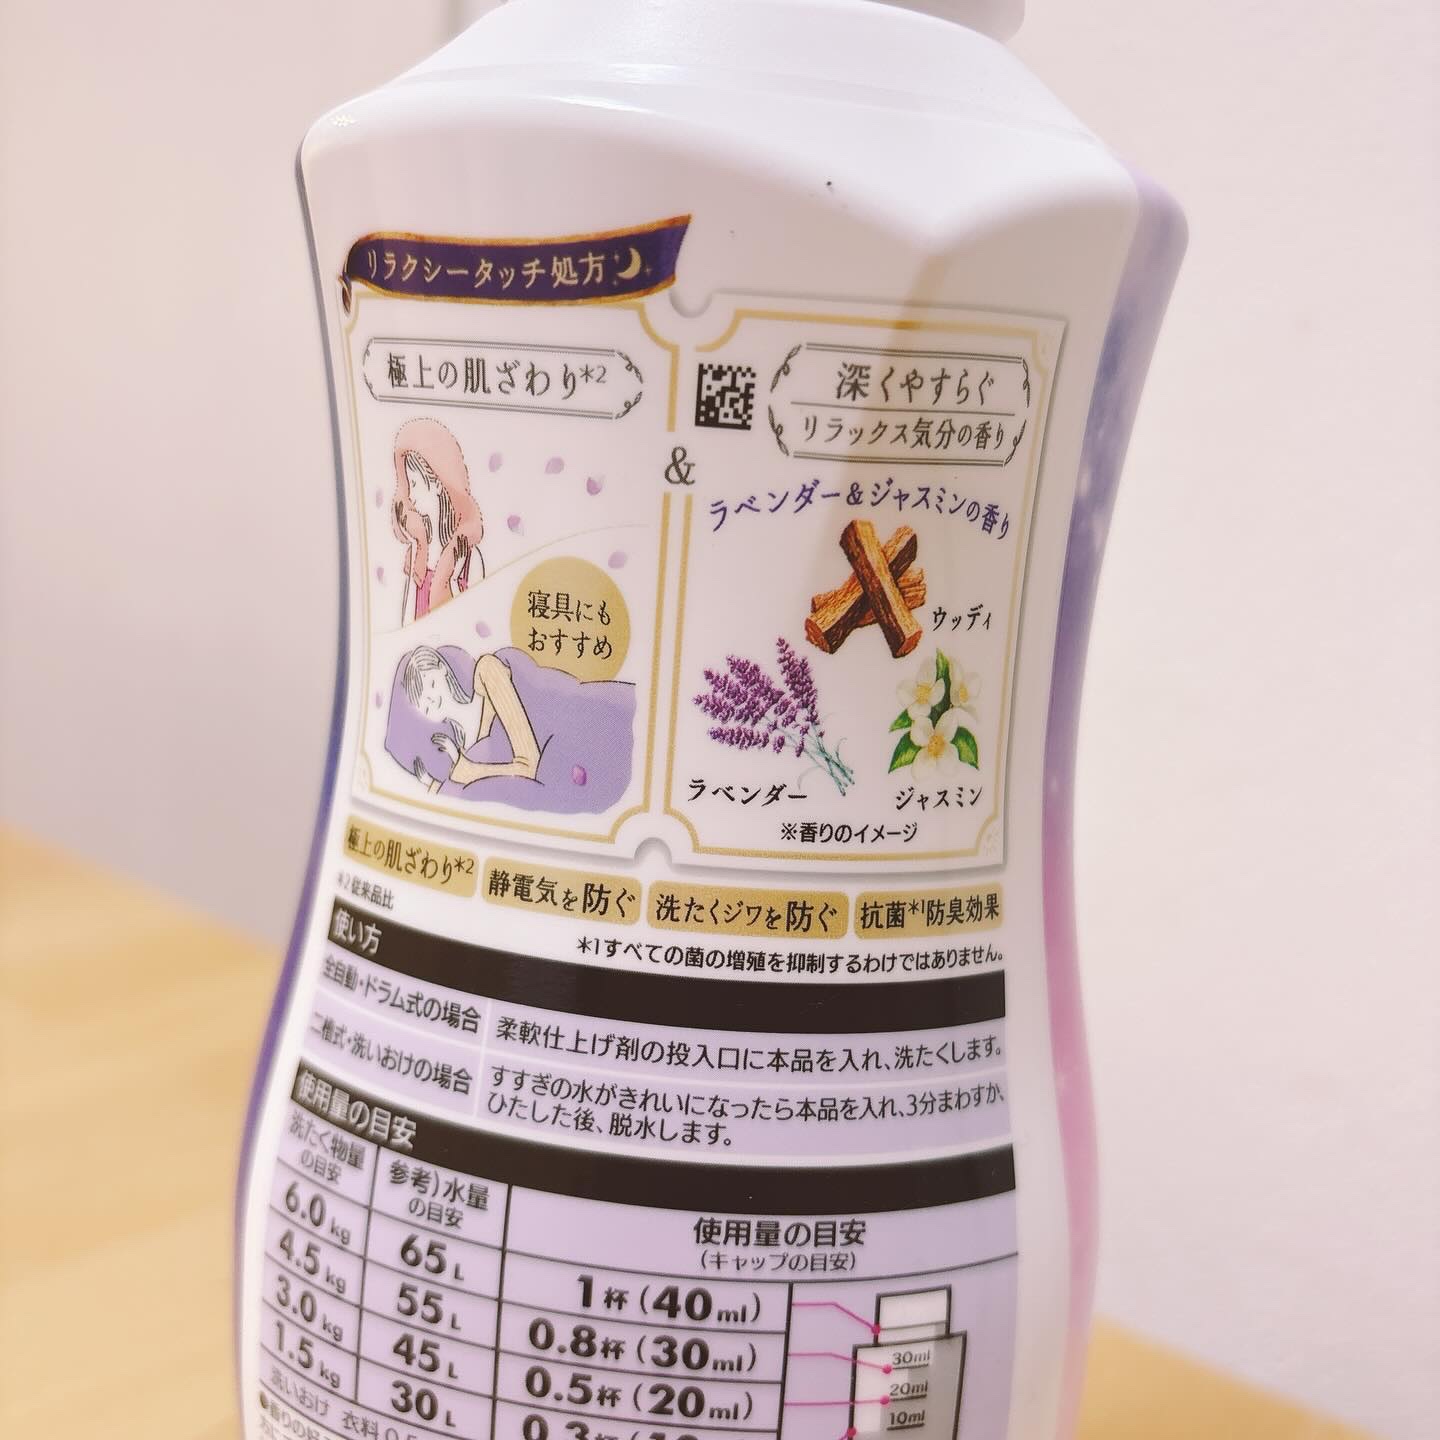 リラクシータッチ処方
極上の肌ざわり*2
寝具にも
おすすめ
&
深くやすらぐ
リラックス気分の香り
ラベンダー&ジャスミンの香り
ウッディ
ラベンダー
ジャスミン
※香りのイメージ
極上の肌ざわり*2
静電気を防ぐ
洗たくジワを防ぐ
抗菌*1防臭効果
*2 従来品比
*1すべての菌の増殖を抑制するわけではありません。
使い方
全自動・ドラム式の場合
柔軟仕上げ剤の投入口に本品を入れ、洗たくします。
二槽式・洗いおけの場合
すすぎの水がきれいになったら本品を入れ、3分まわすか、
ひたした後、脱水します。
使用量の目安
洗たく物量
の目安
参考)水量
の目安
使用量の目安
(キャップの目安)
6.0kg 65L 1杯(40ml)
4.5kg 55L 0.8杯(30ml)
3.0kg 45L 0.5杯(20ml)
1.5kg 30L
30ml
20ml
10ml
洗いおけ 衣料